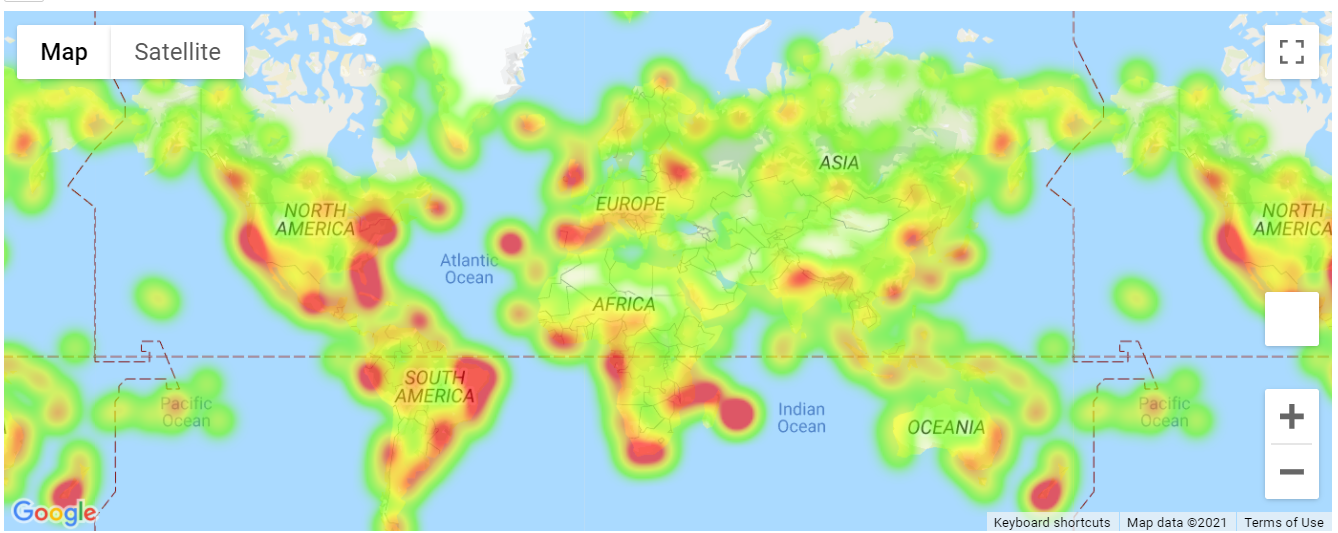 Map Satellite
ASIA
EUROPE
NORTH
AMERICA
NORTH
AMERICA
Atlantic
Ocean
AFRICA
SOUTH
AMERICA
Pacific
Ocean
Indian
Ocean
OCEANIA
Pacific
Ocean
Google
Keyboard shortcuts Map data ©2021 Terms of Use